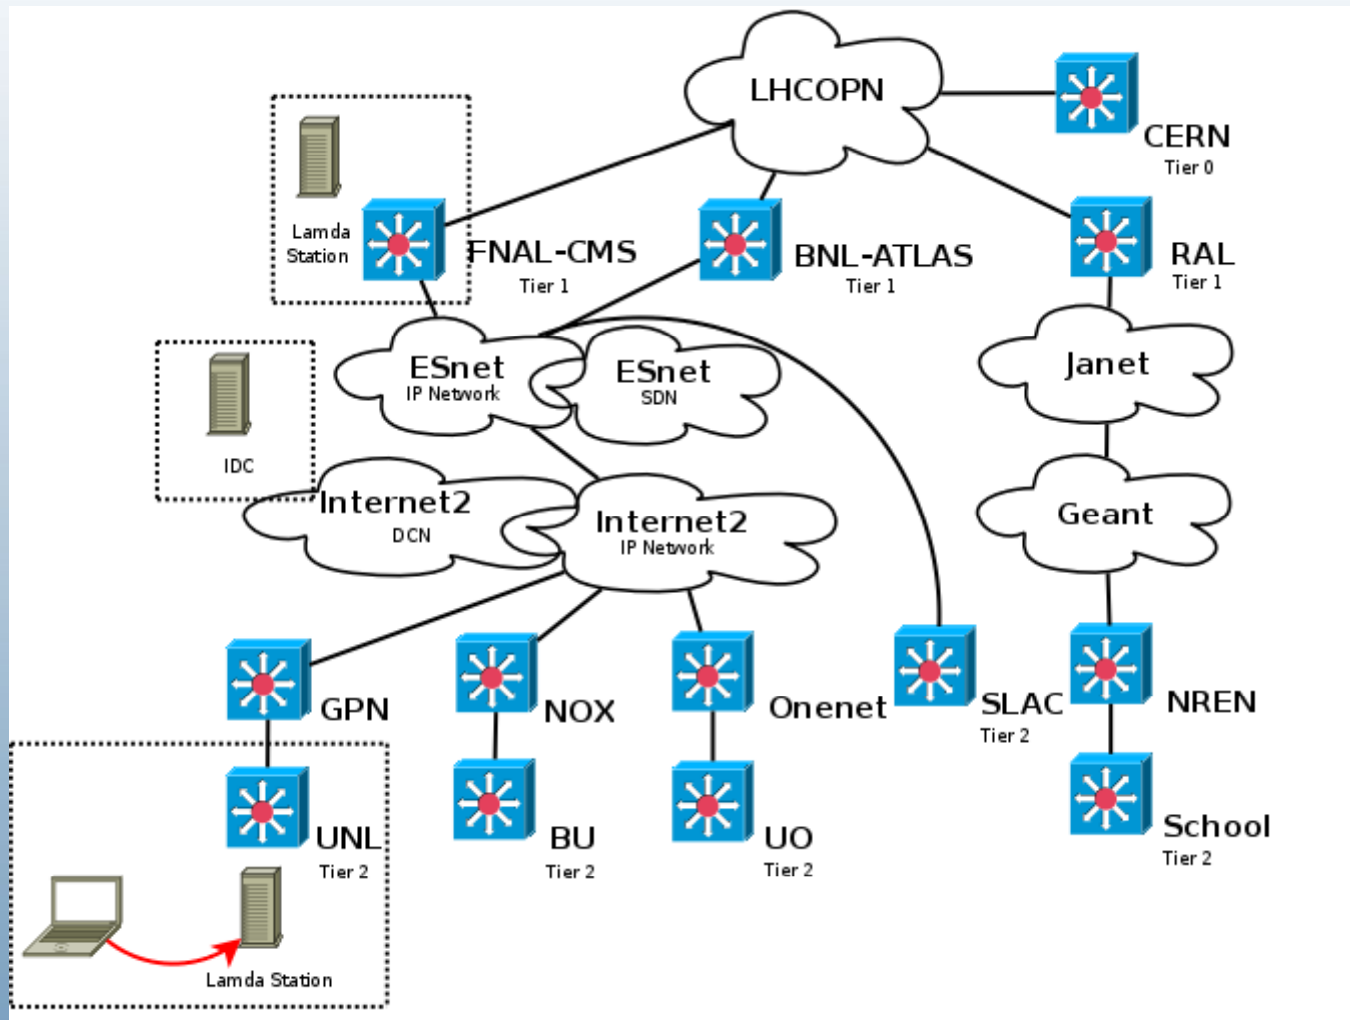 LHCOPN
CERN
Tier 0
Lamda
Station
FNAL-CMS
Tier 1
BNL-ATLAS
Tier 1
RAL
Tier 1
ESnet
IP Network
ESnet
SDN
Janet
IDC
Internet2
DCN
Internet2
IP Network
Geant
GPN
NOX
Onenet
SLAC
Tier 2
NREN
UNL
Tier 2
BU
Tier 2
UO
Tier 2
School
Tier 2
Lamda Station